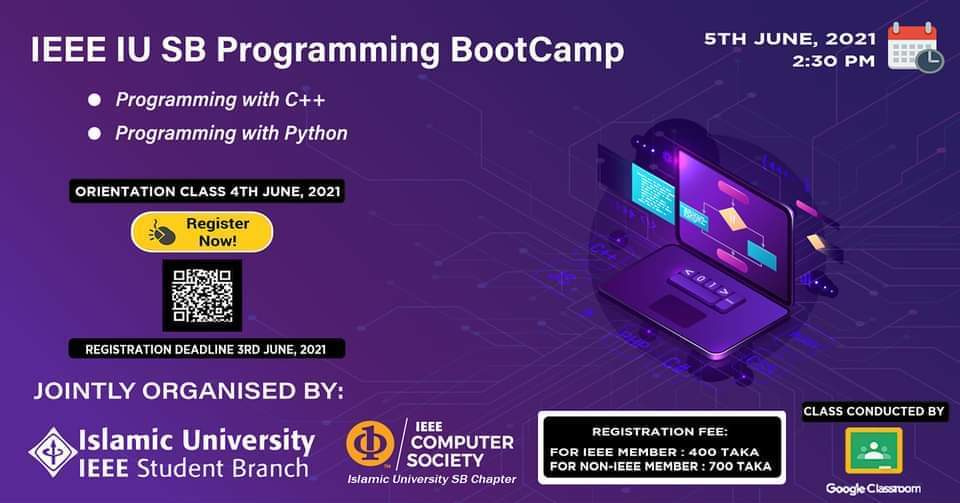 IEEE IU SB Programming BootCamp
5TH JUNE, 2021
2:30 PM
Programming with C++
Programming with Python
ORIENTATION CLASS 4TH JUNE, 2021
Register
Now!
REGISTRATION DEADLINE 3RD JUNE, 2021
C++
JOINTLY ORGANISED BY:
Islamic University
IEEE Student Branch
IEEE
COMPUTER
SOCIETY
TM
Islamic University SB Chapter
REGISTRATION FEE:
FOR IEEE MEMBER : 400 TAKA
FOR NON-IEEE MEMBER : 700 TAKA
CLASS CONDUCTED BY
Google Classroom